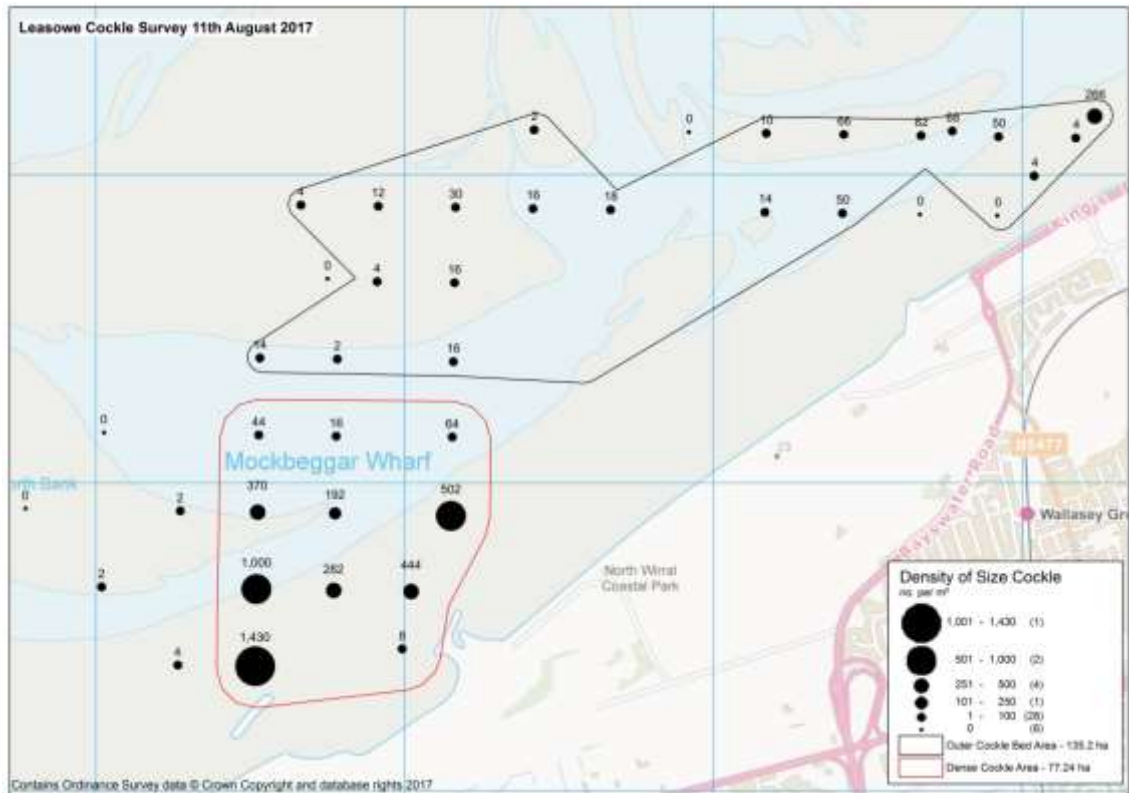 Leasowe Cockle Survey 11th August 2017
266
2
0
10
66
82
68
50
4
4
4
12
30
16
18
14
50
0
0
0
4
16
14
2
16
0
44
16
64
Mockbeggar Wharf
Bank
0
2
370
192
502
2
1,000
282
444
4
1,430
8
Kings
23
B5477
Bayswater Road
Wallasey Gr
North Wirral
Coastal Park
Density of Size Cockle
no. per m²
1,001 - 1,430 (1)
501 - 1,000 (2)
251 - 500 (4)
101 - 250 (1)
1 - 100 (28)
0 (6)
Outer Cockle Bed Area - 135.2 ha
Dense Cockle Area - 77.24 ha
Contains Ordinance Survey data © Crown Copyright and database rights 2017